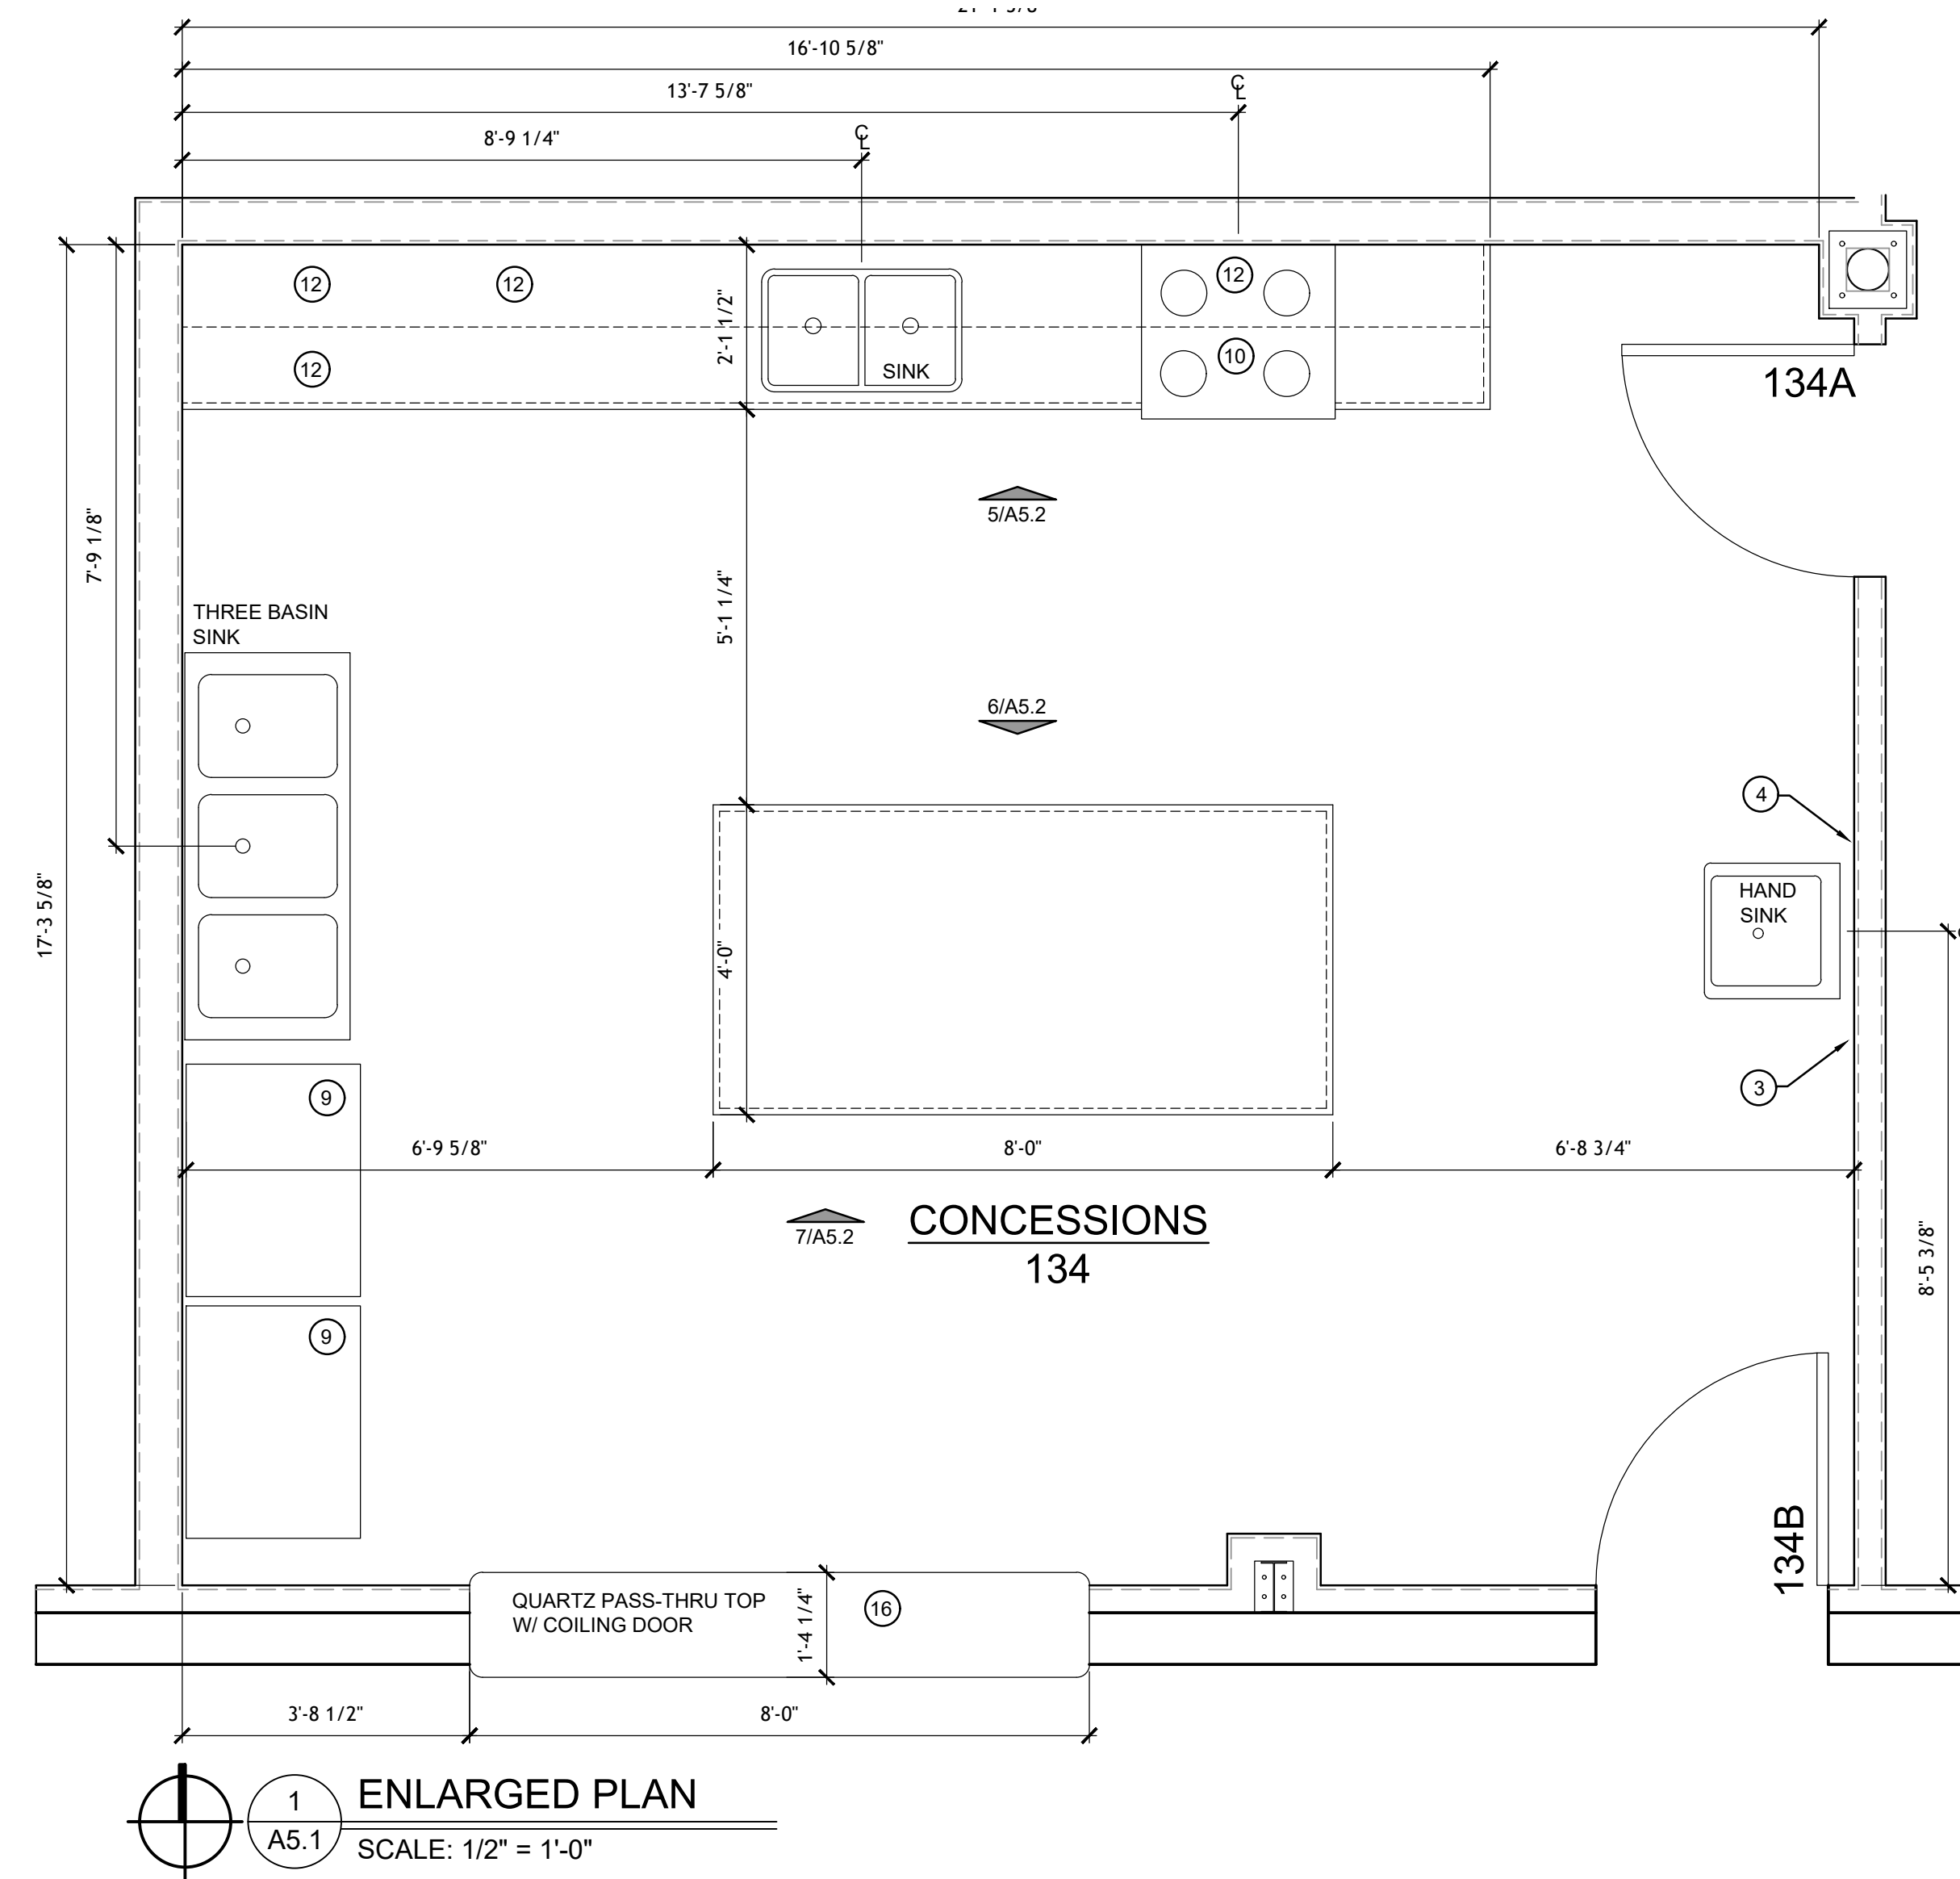 16'-10 5/8"
13'-7 5/8"
8'-9 1/4"
12
12
12
12
10
2'-1 1/2"
SINK
134A
7'-9 1/8"
5/A5.2
5'-1 1/4"
THREE BASIN
SINK
6/A5.2
4
17'-3 5/8"
HAND
SINK
4'-0"
3
9
6'-9 5/8"
8'-0"
6'-8 3/4"
7/A5.2
CONCESSIONS
134
8'-5 3/8"
9
134B
QUARTZ PASS-THRU TOP
W/ COILING DOOR
1'-4 1/4"
16
3'-8 1/2"
8'-0"
1
A5.1
ENLARGED PLAN
SCALE: 1/2" = 1'-0"